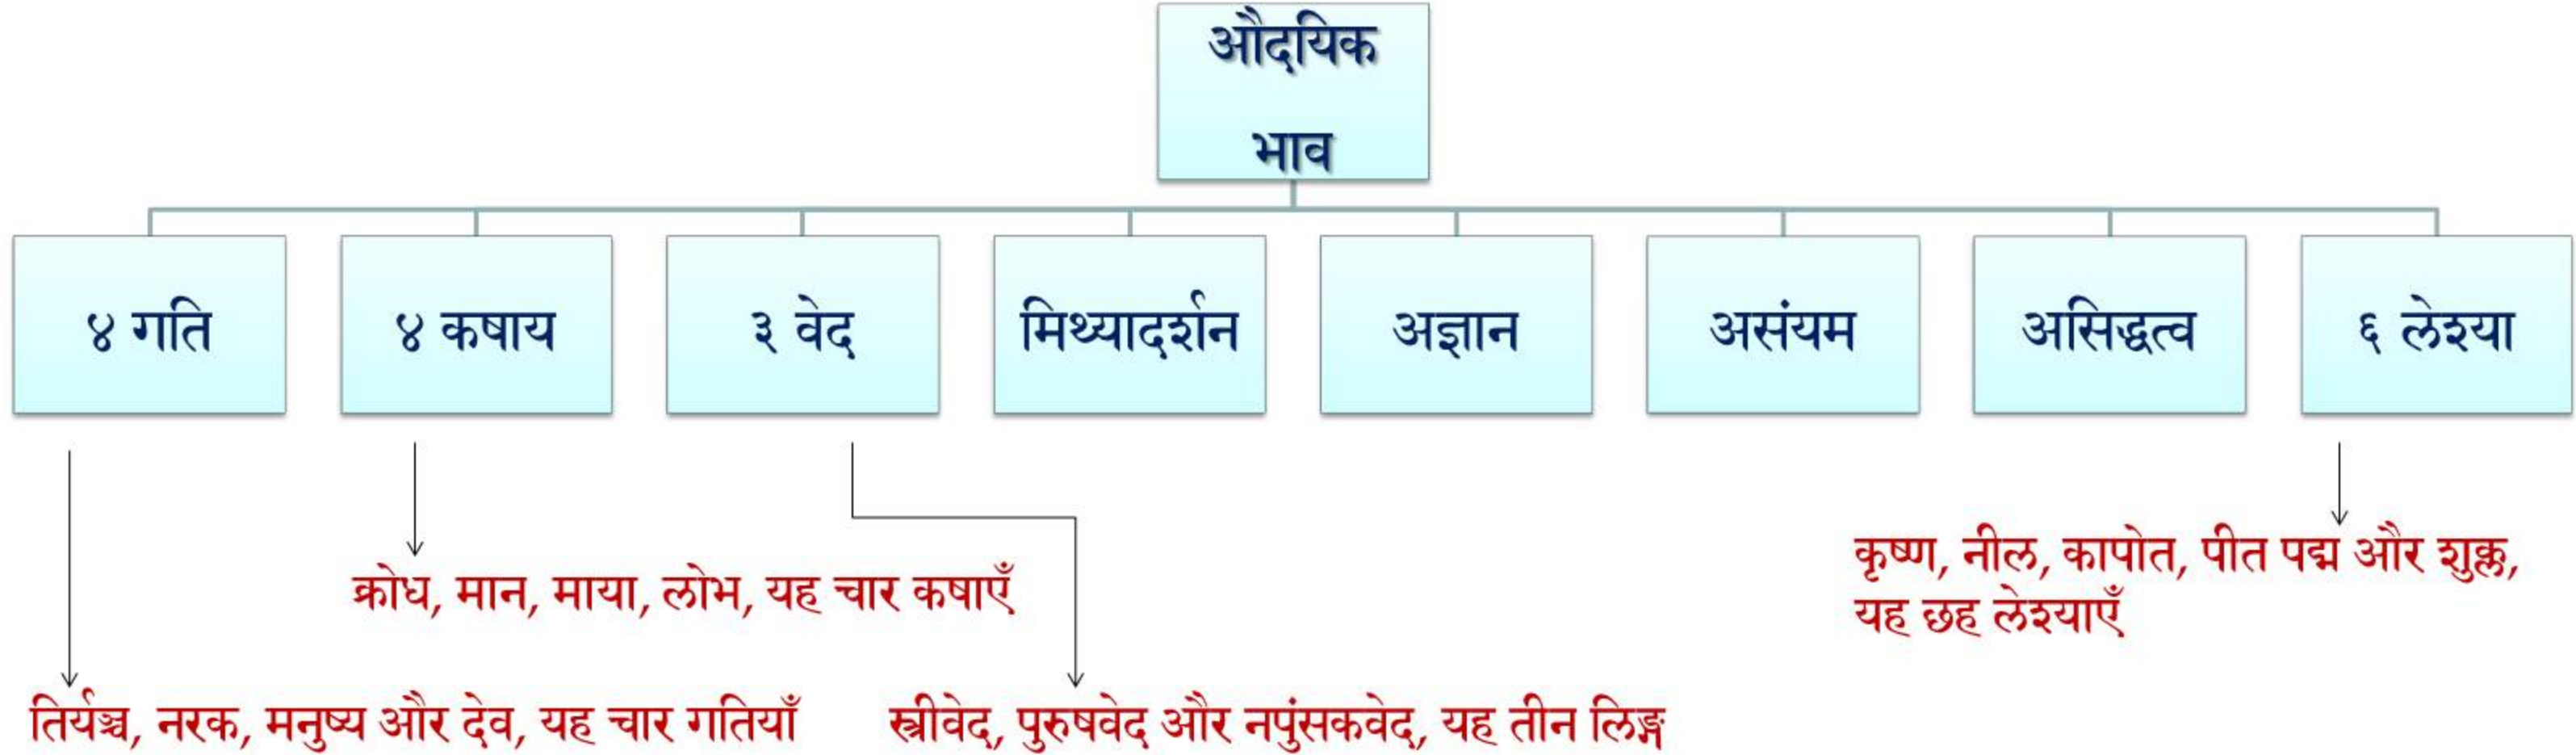 औदयिक
भाव
४ गति
४ कषाय
३ वेद
मिथ्यादर्शन
अज्ञान
असंयम
असिद्धत्व
६ लेश्या
कृष्ण, नील, कापोत, पीत पद्म और शुक्ल,
यह छह लेश्याएँ
क्रोध, मान, माया, लोभ, यह चार कषाएँ
तिर्यञ्च, नरक, मनुष्य और देव, यह चार गतियाँ
स्त्रीवेद, पुरुषवेद और नपुंसकवेद, यह तीन लिङ्ग